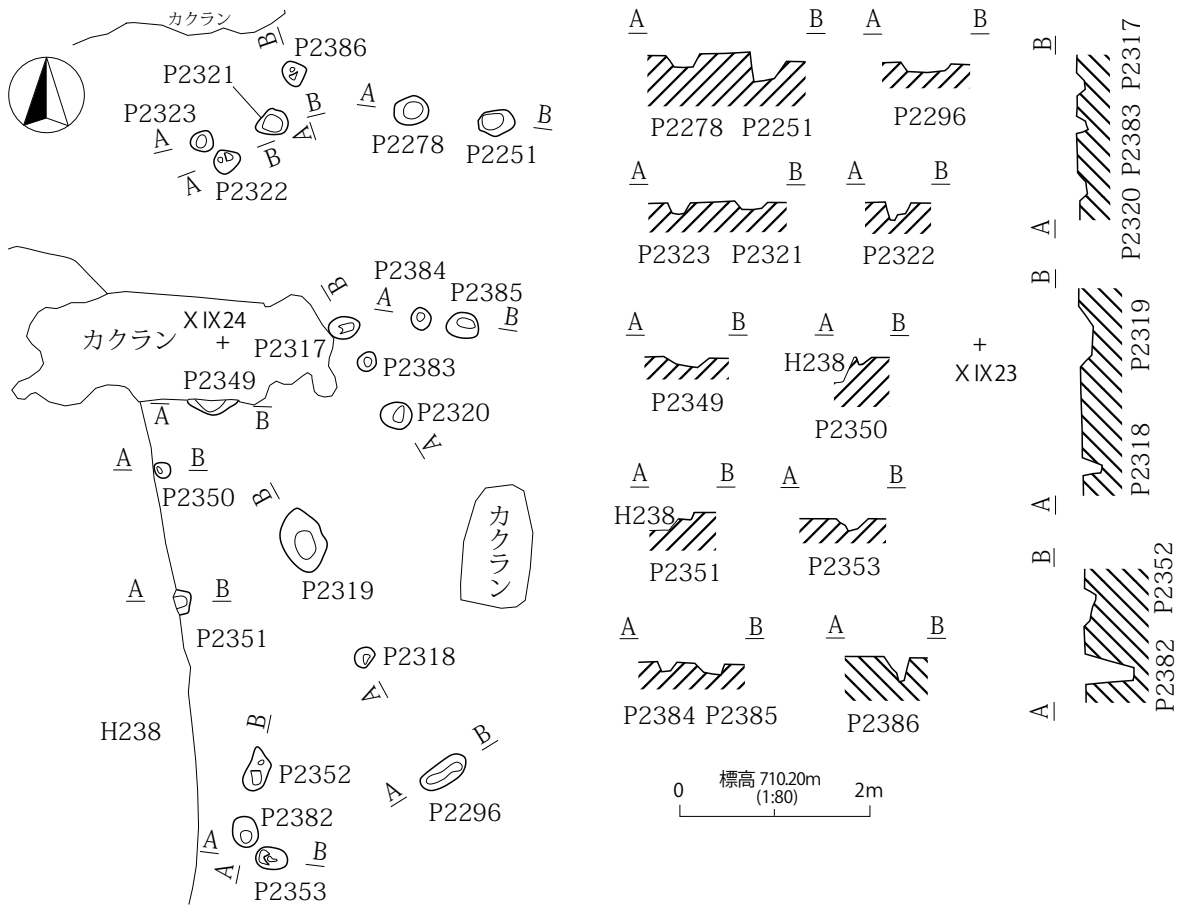 カクラン
B
P2386
P2321
A
B
P2323
A
A
P2278
B
P2251
B
P2322
A
P2384
B
A
P2385
B
XIX24
+
カクラン
P2317
P2383
P2349
A
B
P2320
A
A
B
P2350
B
カクラン
P2319
A
B
P2351
P2318
A
H238
B
P2352
B
A
P2296
P2382
A
B
A
P2353
A
B
P2278 P2251
A
B
P2296
A
B
P2323 P2321
A
B
P2322
A
B
P2349
A
B
H238
P2350
+
XIX23
A
B
H238
P2351
A
B
P2353
A
B
P2384 P2385
A
B
P2386
B
A
P2320 P2383 P2317
B
A
P2318 P2319
B
A
P2382 P2352
標高 710.20m
(1:80)
0 2m